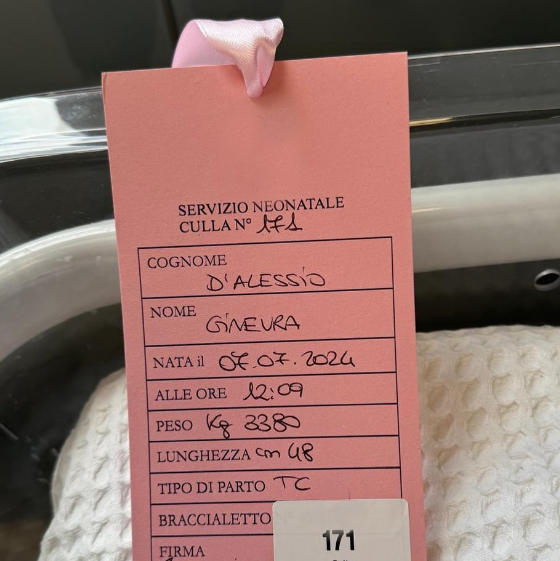 SERVIZIO NEONATALE
CULLA N° 171
COGNOME
D'ALESSIO
NOME
GINEVRA
NATA il 07.07.2024
ALLE ORE 12:09
PESO Kg 3380
LUNGHEZZA cm 48
TIPO DI PARTO TC
BRACCIALETTO
171
FIRMA